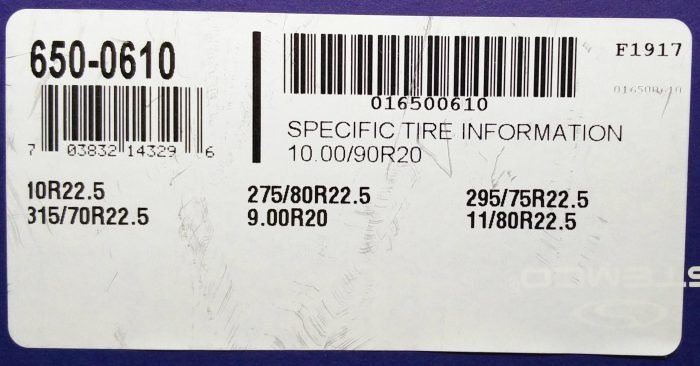 650-0610
7 03832 14329 6
016500610
F1917
016500610
SPECIFIC TIRE INFORMATION
10.00/90R20
10R22.5 275/80R22.5 295/75R22.5
315/70R22.5 9.00R20 11/80R22.5
STEMCO